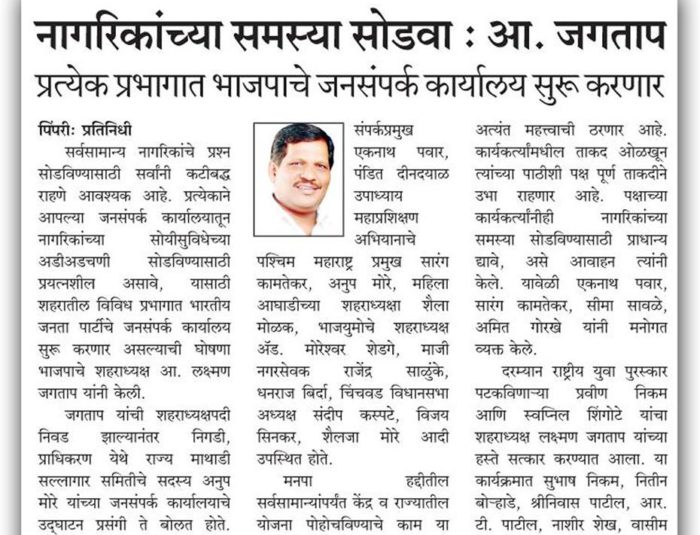 नागरिकांच्या समस्या सोडवा : आ. जगताप
प्रत्येक प्रभागात भाजपाचे जनसंपर्क कार्यालय सुरू करणार
पिंपरी: प्रतिनिधी
सर्वसामान्य नागरिकांचे प्रश्न
सोडविण्यासाठी सर्वांनी कटीबद्ध
राहणे आवश्यक आहे. प्रत्येकाने
आपल्या जनसंपर्क कार्यालयातून
नागरिकांच्या सोयीसुविधेच्या
अडीअडचणी सोडविण्यासाठी
प्रयत्नशील असावे, यासाठी
शहरातील विविध प्रभागात भारतीय
जनता पार्टीचे जनसंपर्क कार्यालय
सुरू करणार असल्याची घोषणा
भाजपाचे शहराध्यक्ष आ. लक्ष्मण
जगताप यांनी केली.
जगताप यांची शहराध्यक्षपदी
निवड झाल्यानंतर निगडी,
प्राधिकरण येथे राज्य माथाडी
सल्लागार समितीचे सदस्य अनुप
मोरे यांच्या जनसंपर्क कार्यालयाचे
उद्घाटन प्रसंगी ते बोलत होते.
संपर्कप्रमुख
एकनाथ पवार,
पंडित दीनदयाळ
उपाध्याय
महाप्रशिक्षण
अभियानाचे
पश्चिम महाराष्ट्र प्रमुख सारंग
कामतेकर, अनुप मोरे, महिला
आघाडीच्या शहराध्यक्षा शैला
मोळक, भाजयुमोचे शहराध्यक्ष
अॅड. मोरेश्वर शेडगे, माजी
नगरसेवक राजेंद्र साळुंके,
धनराज बिर्दा, चिंचवड विधानसभा
अध्यक्ष संदीप कस्पटे, विजय
सिनकर, शैलजा मोरे आदी
उपस्थित होते.
मनपा हद्दीतील
सर्वसामान्यांपर्यंत केंद्र व राज्यातील
योजना पोहोचविण्याचे काम या
अत्यंत महत्त्वाची ठरणार आहे.
कार्यकर्त्यांमधील ताकद ओळखून
त्यांच्या पाठीशी पक्ष पूर्ण ताकदीने
उभा राहणार आहे. पक्षाच्या
कार्यकर्त्यांनीही नागरिकांच्या
समस्या सोडविण्यासाठी प्राधान्य
द्यावे, असे आवाहन त्यांनी
केले. यावेळी एकनाथ पवार,
सारंग कामतेकर, सीमा सावळे,
अमित गोरखे यांनी मनोगत
व्यक्त केले.
दरम्यान राष्ट्रीय युवा पुरस्कार
पटकविणाऱ्या प्रवीण निकम
आणि स्वप्निल शिंगोटे यांचा
शहराध्यक्ष लक्ष्मण जगताप यांच्या
हस्ते सत्कार करण्यात आला. या
कार्यक्रमात सुभाष निकम, नितीन
बोऱ्हाडे, श्रीनिवास पाटील, आर.
टी. पाटील, नाशीर शेख, वासीम